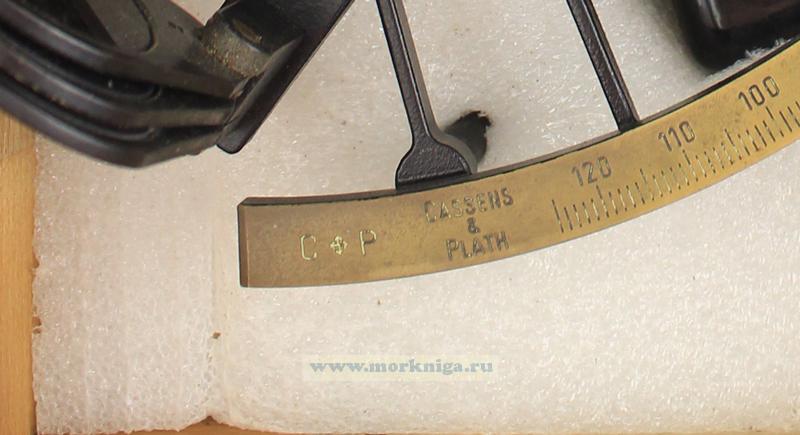 100
110
120
CASSENS
&
PLATH
C P
www.morkniga.ru